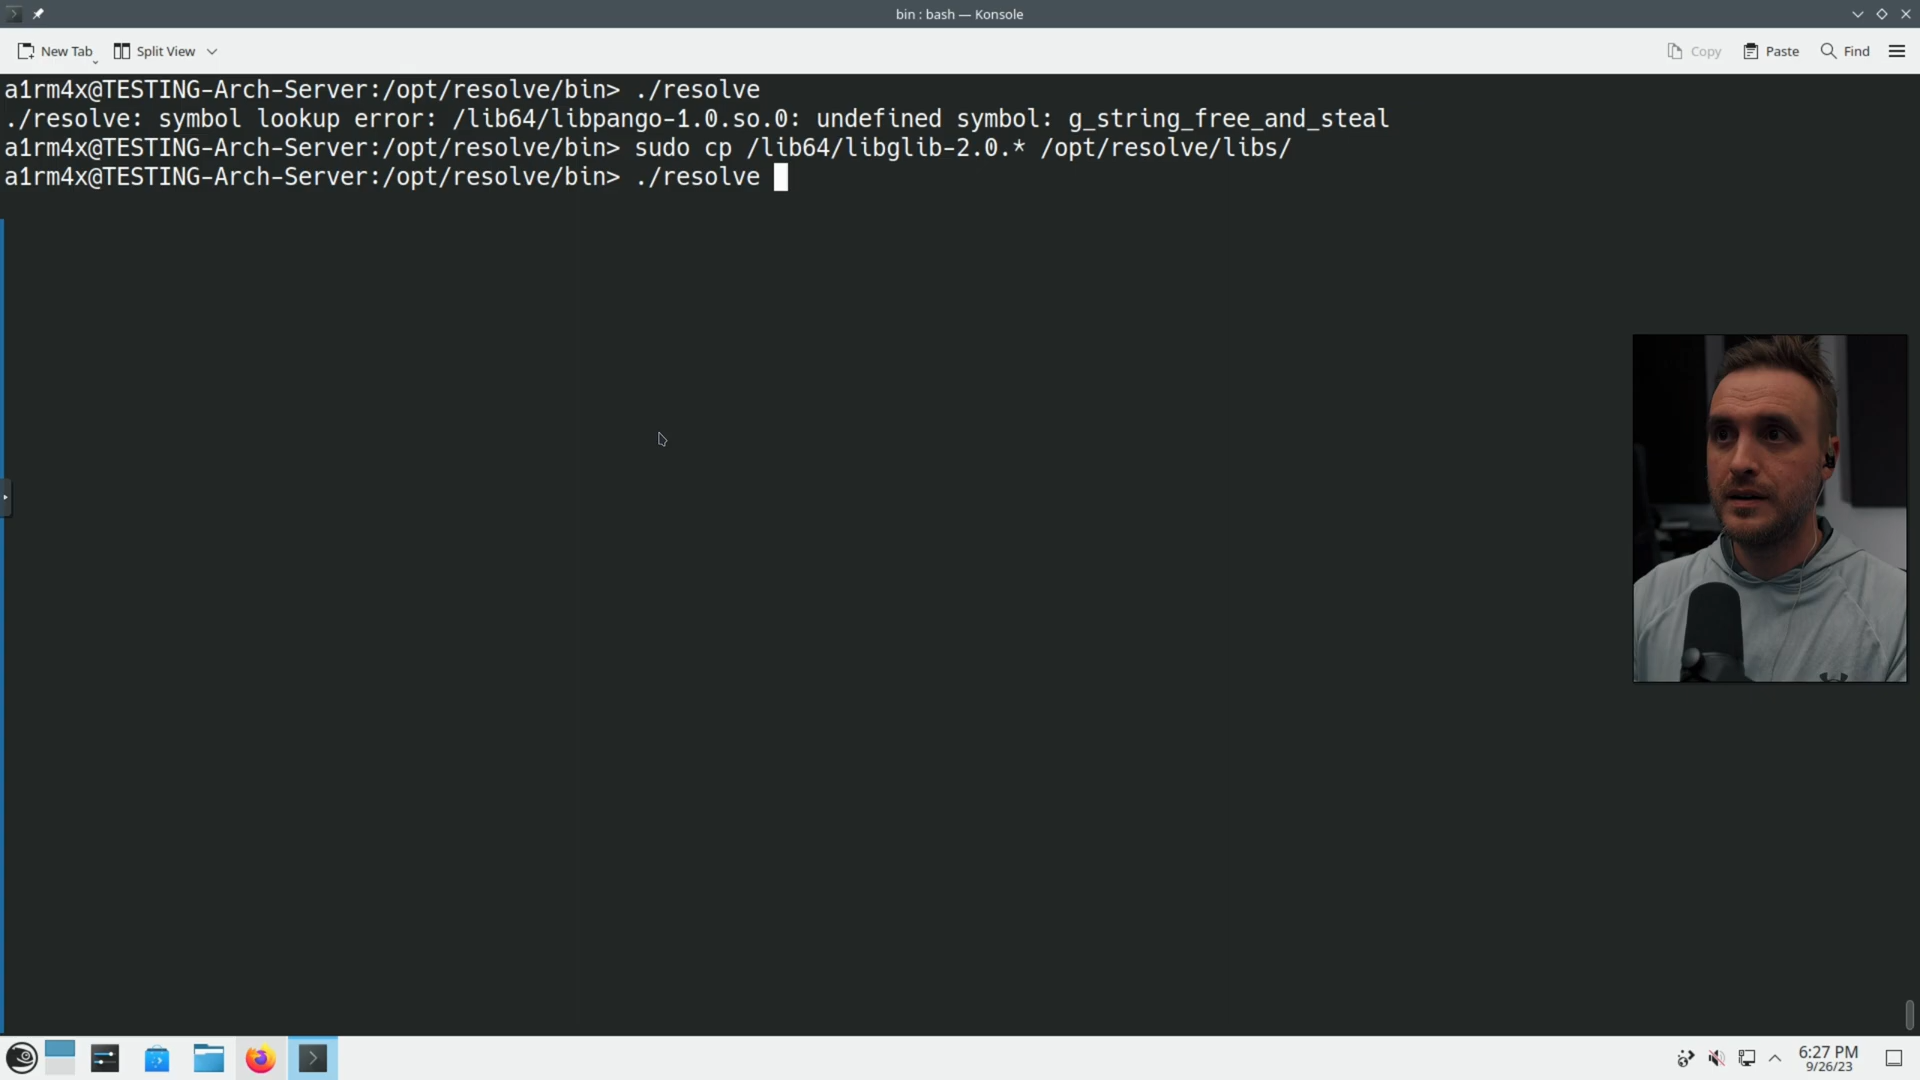 bin : bash — Konsole
New Tab
Split View
Copy
Paste
Find
a1rm4x@TESTING-Arch-Server:/opt/resolve/bin> ./resolve
./resolve: symbol lookup error: /lib64/libpango-1.0.so.0: undefined symbol: g_string_free_and_steal
a1rm4x@TESTING-Arch-Server:/opt/resolve/bin> sudo cp /lib64/libglib-2.0.* /opt/resolve/libs/
a1rm4x@TESTING-Arch-Server:/opt/resolve/bin> ./resolve
6:27 PM
9/26/23